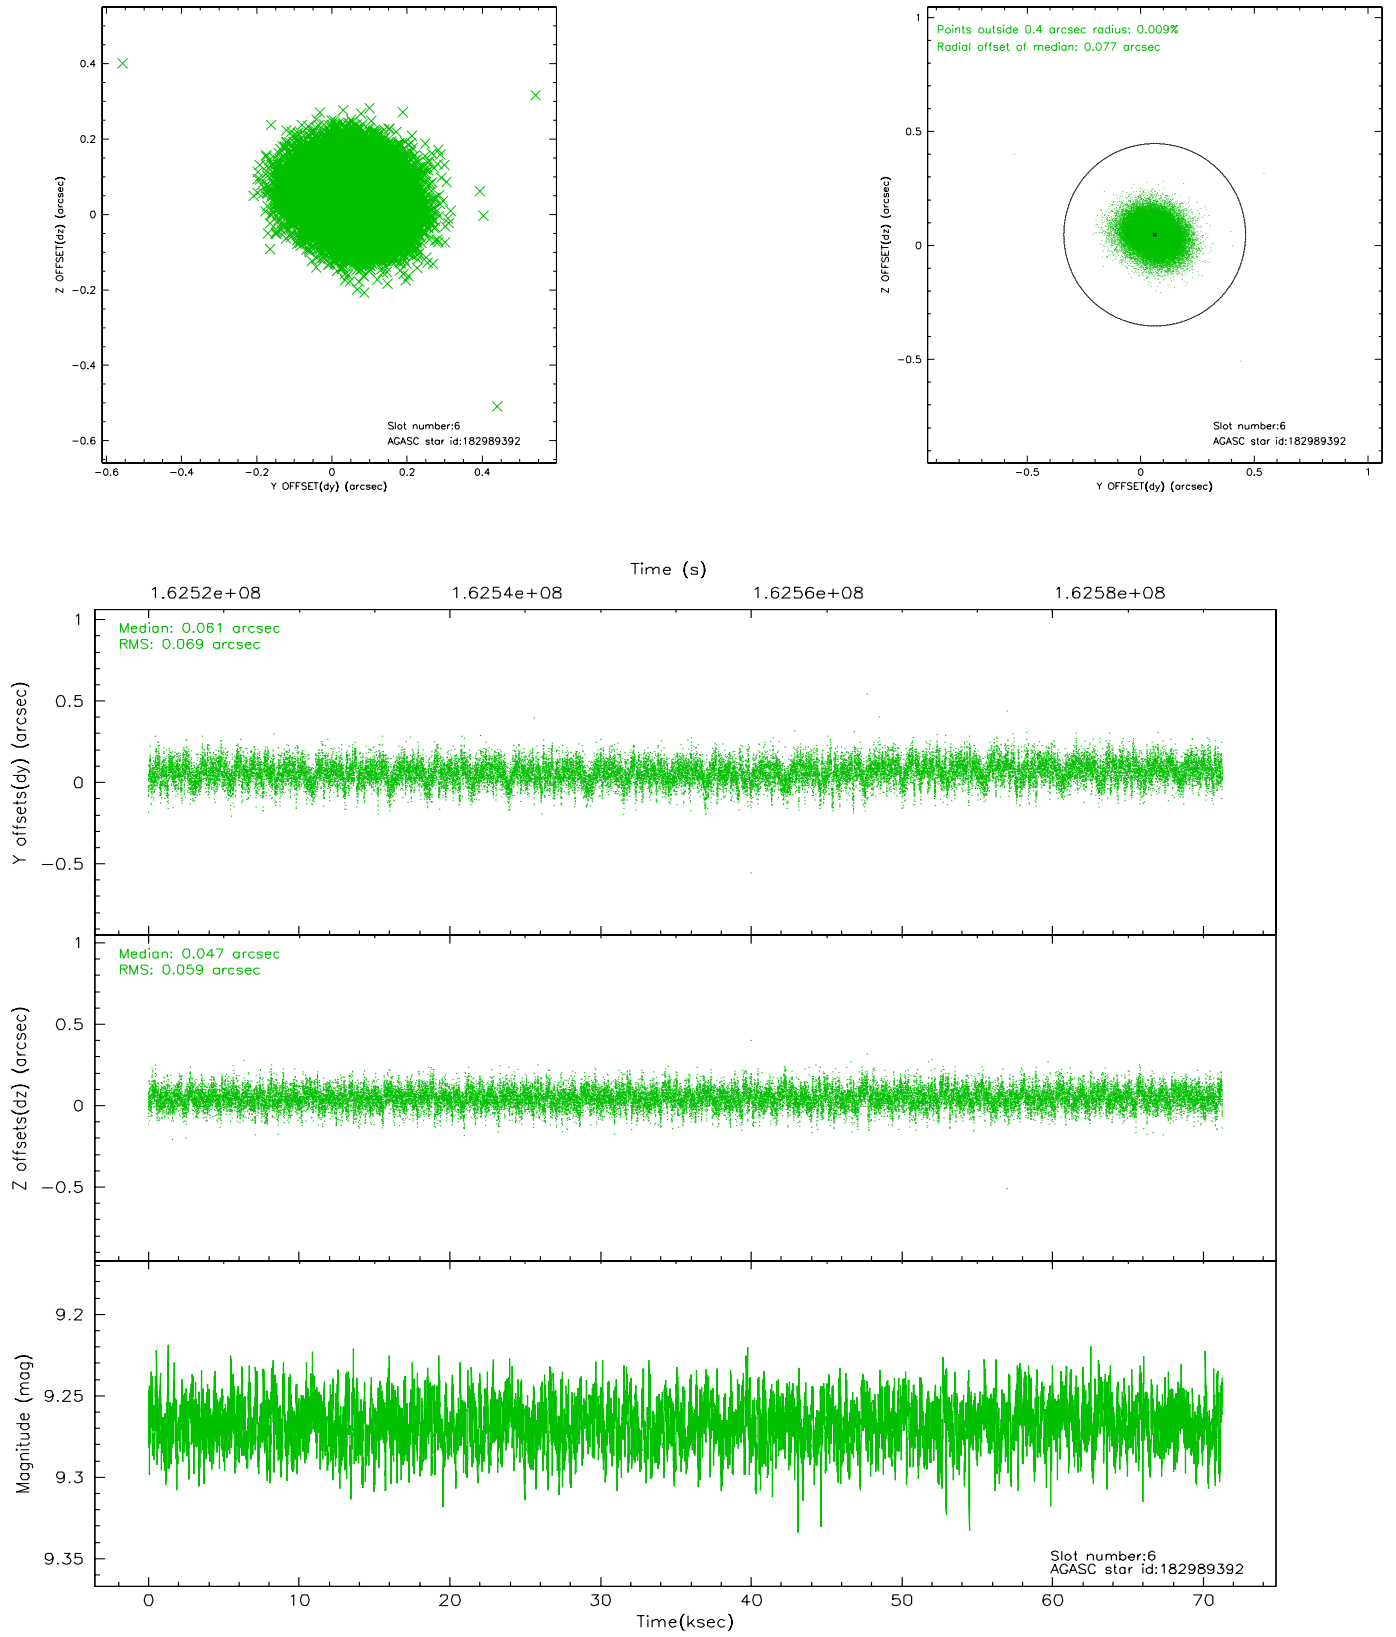 0.4
0.2
0
−0.2
−0.4
−0.6
Z OFFSET(dz) (arcsec)
−0.6 −0.4 −0.2 0 0.2 0.4
Y OFFSET(dy) (arcsec)
Slot number:6
AGASC star id:182989392
Points outside 0.4 arcsec radius: 0.009%
Radial offset of median: 0.077 arcsec
1
0.5
0
−0.5
Z OFFSET(dz) (arcsec)
−0.5 0 0.5 1
Y OFFSET(dy) (arcsec)
Slot number:6
AGASC star id:182989392
Time (s)
1.6252e+08 1.6254e+08 1.6256e+08 1.6258e+08
Median: 0.061 arcsec
RMS: 0.069 arcsec
1
0.5
0
−0.5
Y offsets(dy) (arcsec)
Median: 0.047 arcsec
RMS: 0.059 arcsec
1
0.5
0
−0.5
Z offsets(dz) (arcsec)
9.2
9.25
9.3
9.35
Magnitude (mag)
Slot number:6
AGASC star id:182989392
0 10 20 30 40 50 60 70
Time(ksec)